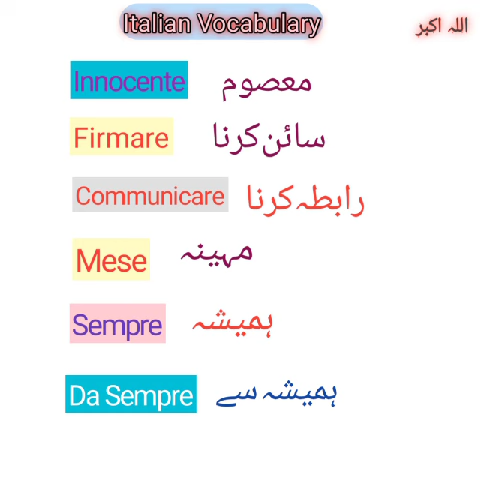 Italian Vocabulary
اللہ اکبر
Innocente معصوم
Firmare سائن کرنا
Communicare رابطہ کرنا
Mese مہینہ
Sempre ہمیشہ
Da Sempre ہمیشہ سے